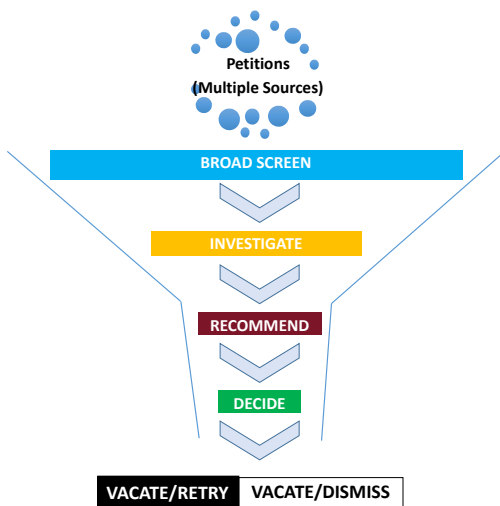 Petitions
(Multiple Sources)
BROAD SCREEN
INVESTIGATE
RECOMMEND
DECIDE
VACATE/RETRY VACATE/DISMISS